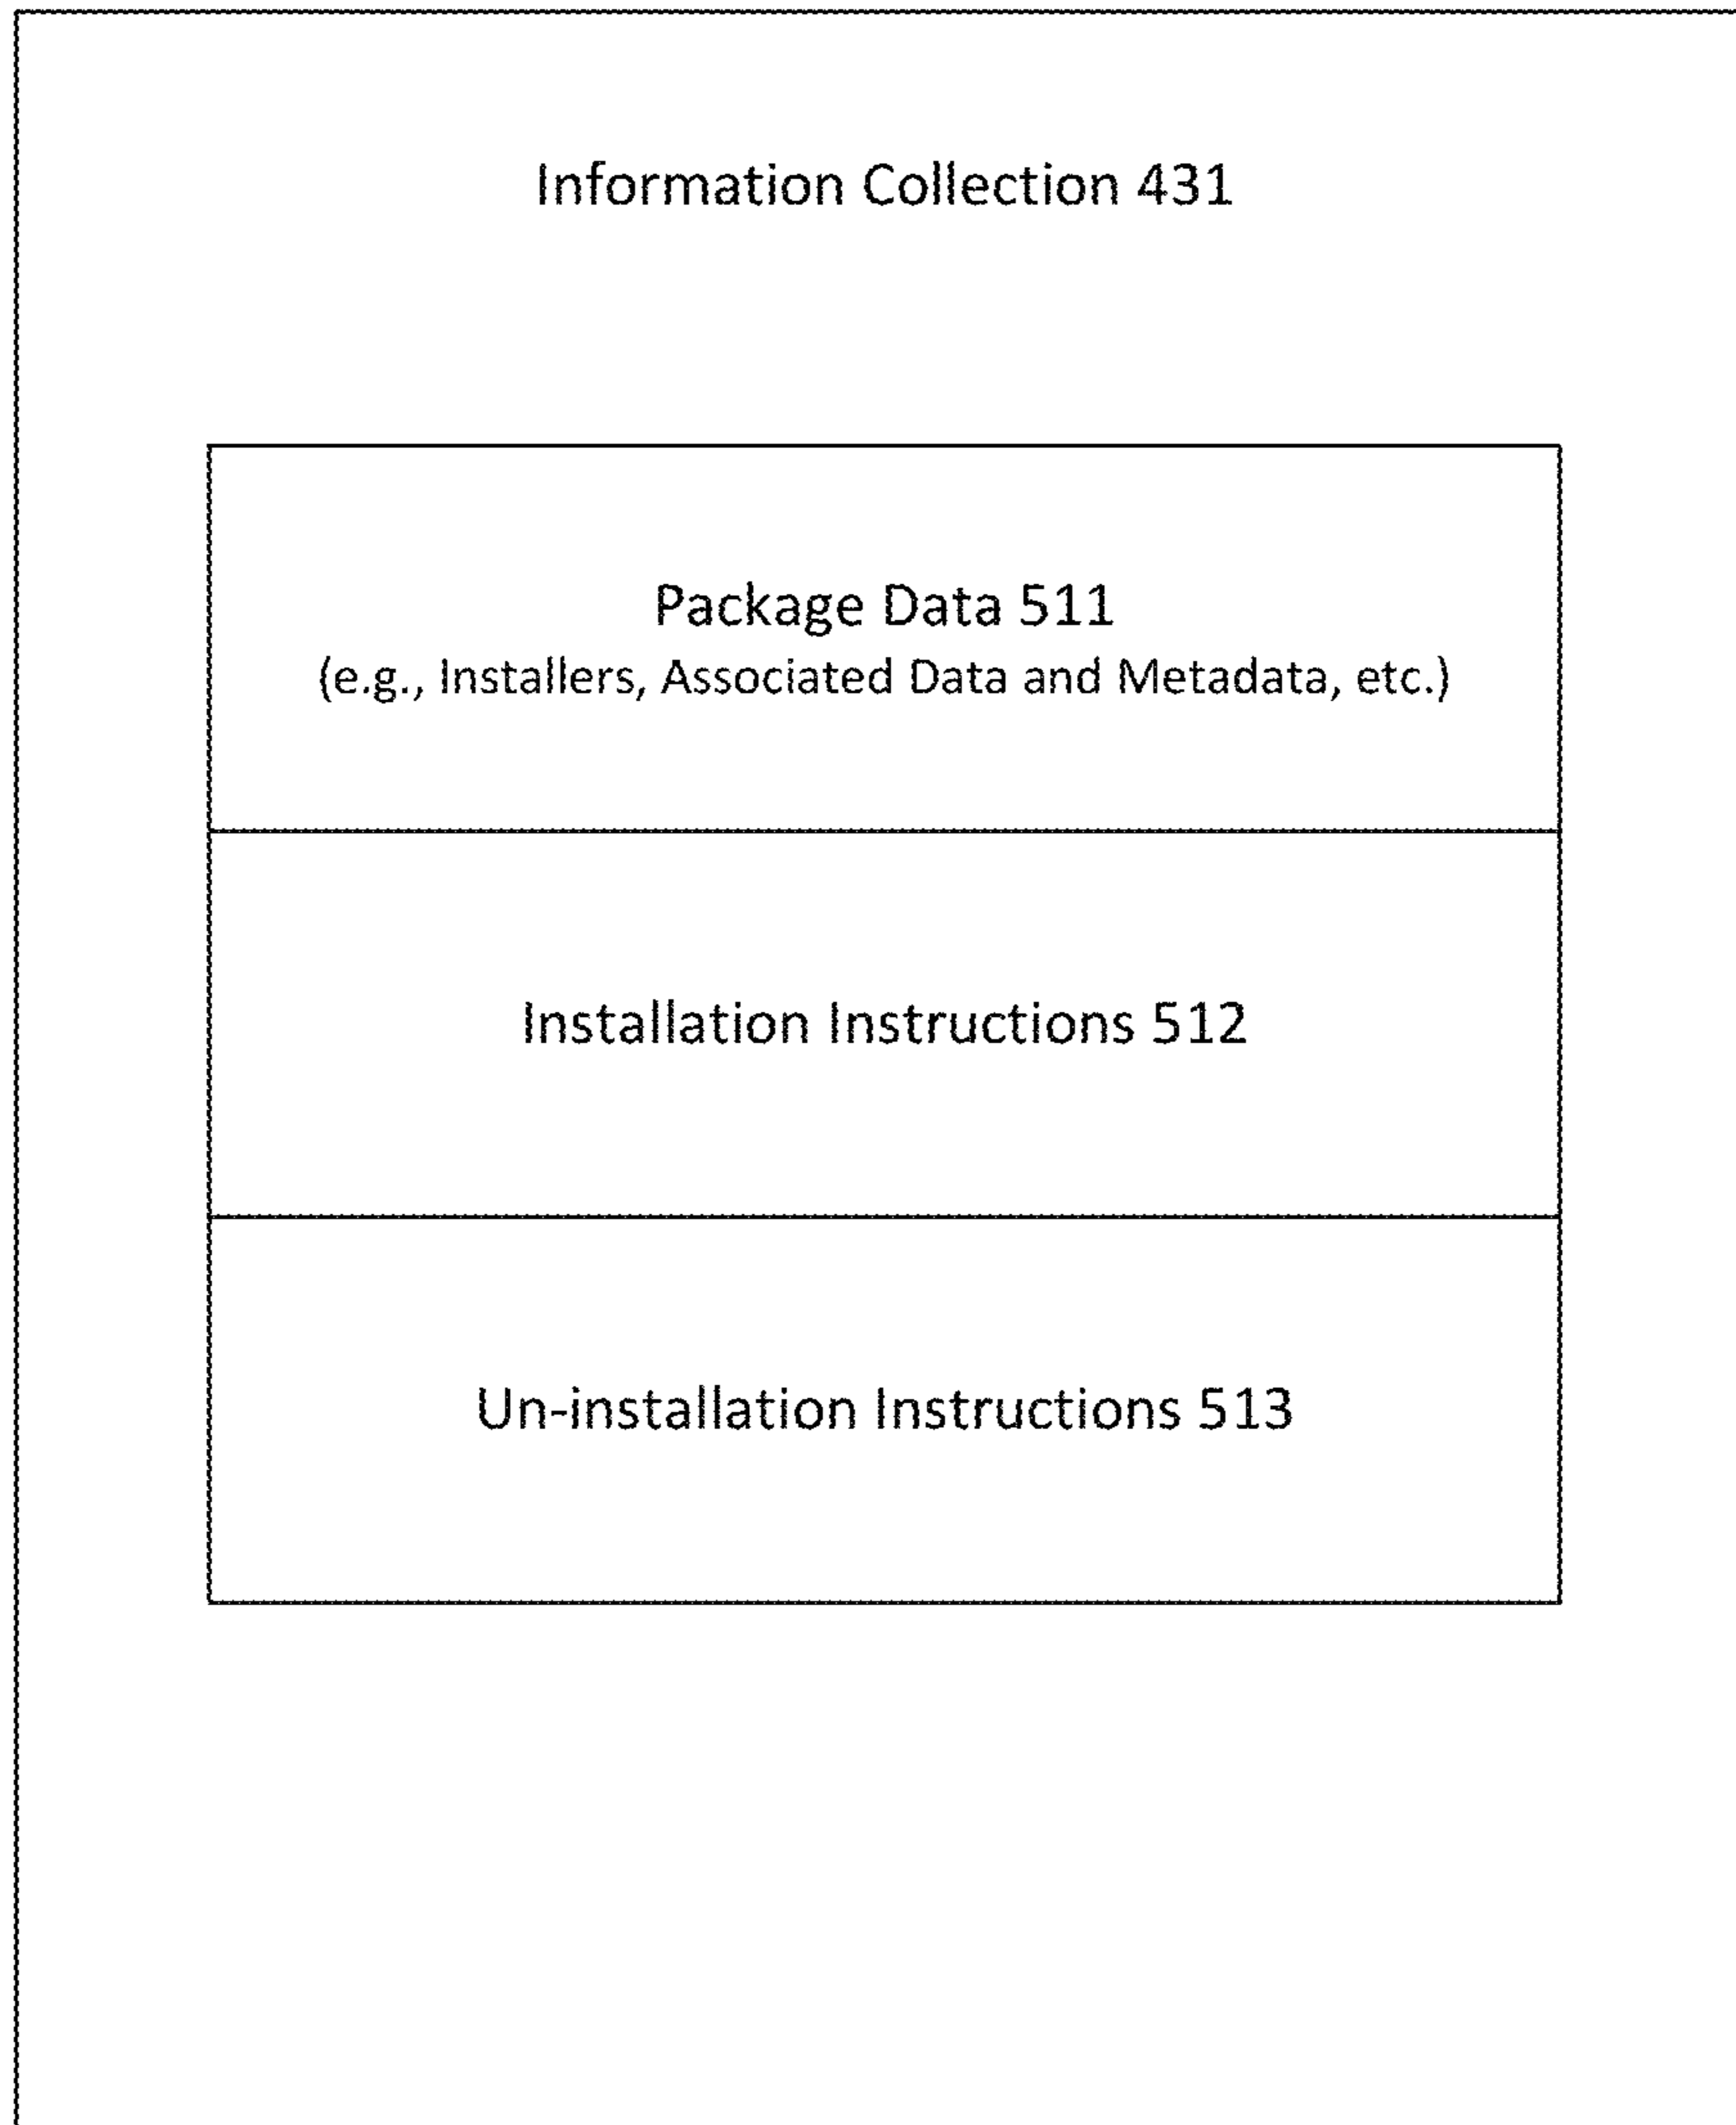 Information Collection 431
Package Data 511
(e.g., Installers, Associated Data and Metadata, etc.)
Installation Instructions 512
Un-installation Instructions 513